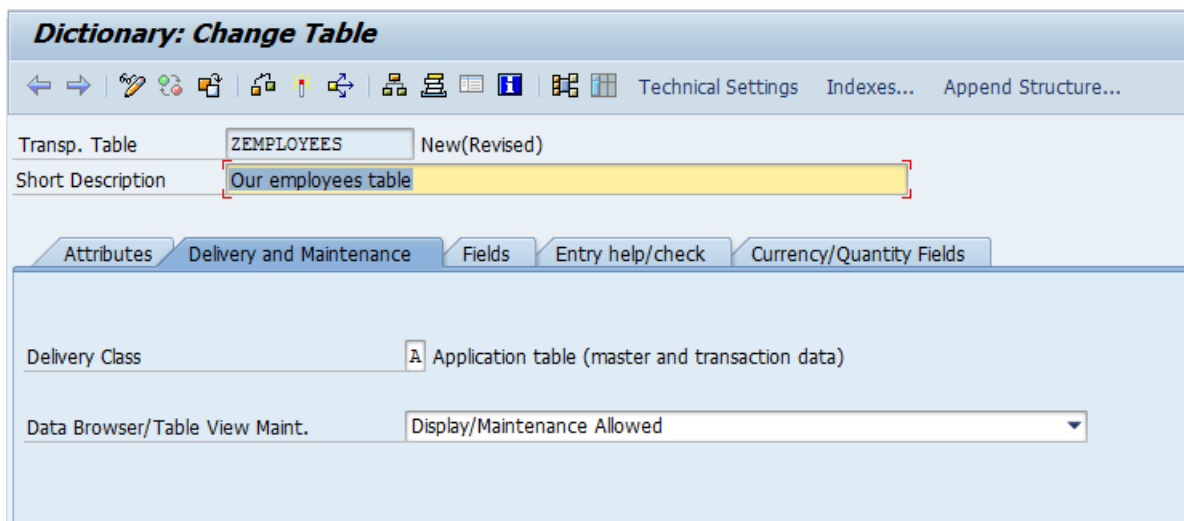 Dictionary: Change Table
Technical Settings Indexes... Append Structure...
Transp. Table ZEMPLOYEES New(Revised)
Short Description Our employees table
Attributes Delivery and Maintenance Fields Entry help/check Currency/Quantity Fields
Delivery Class A Application table (master and transaction data)
Data Browser/Table View Maint. Display/Maintenance Allowed